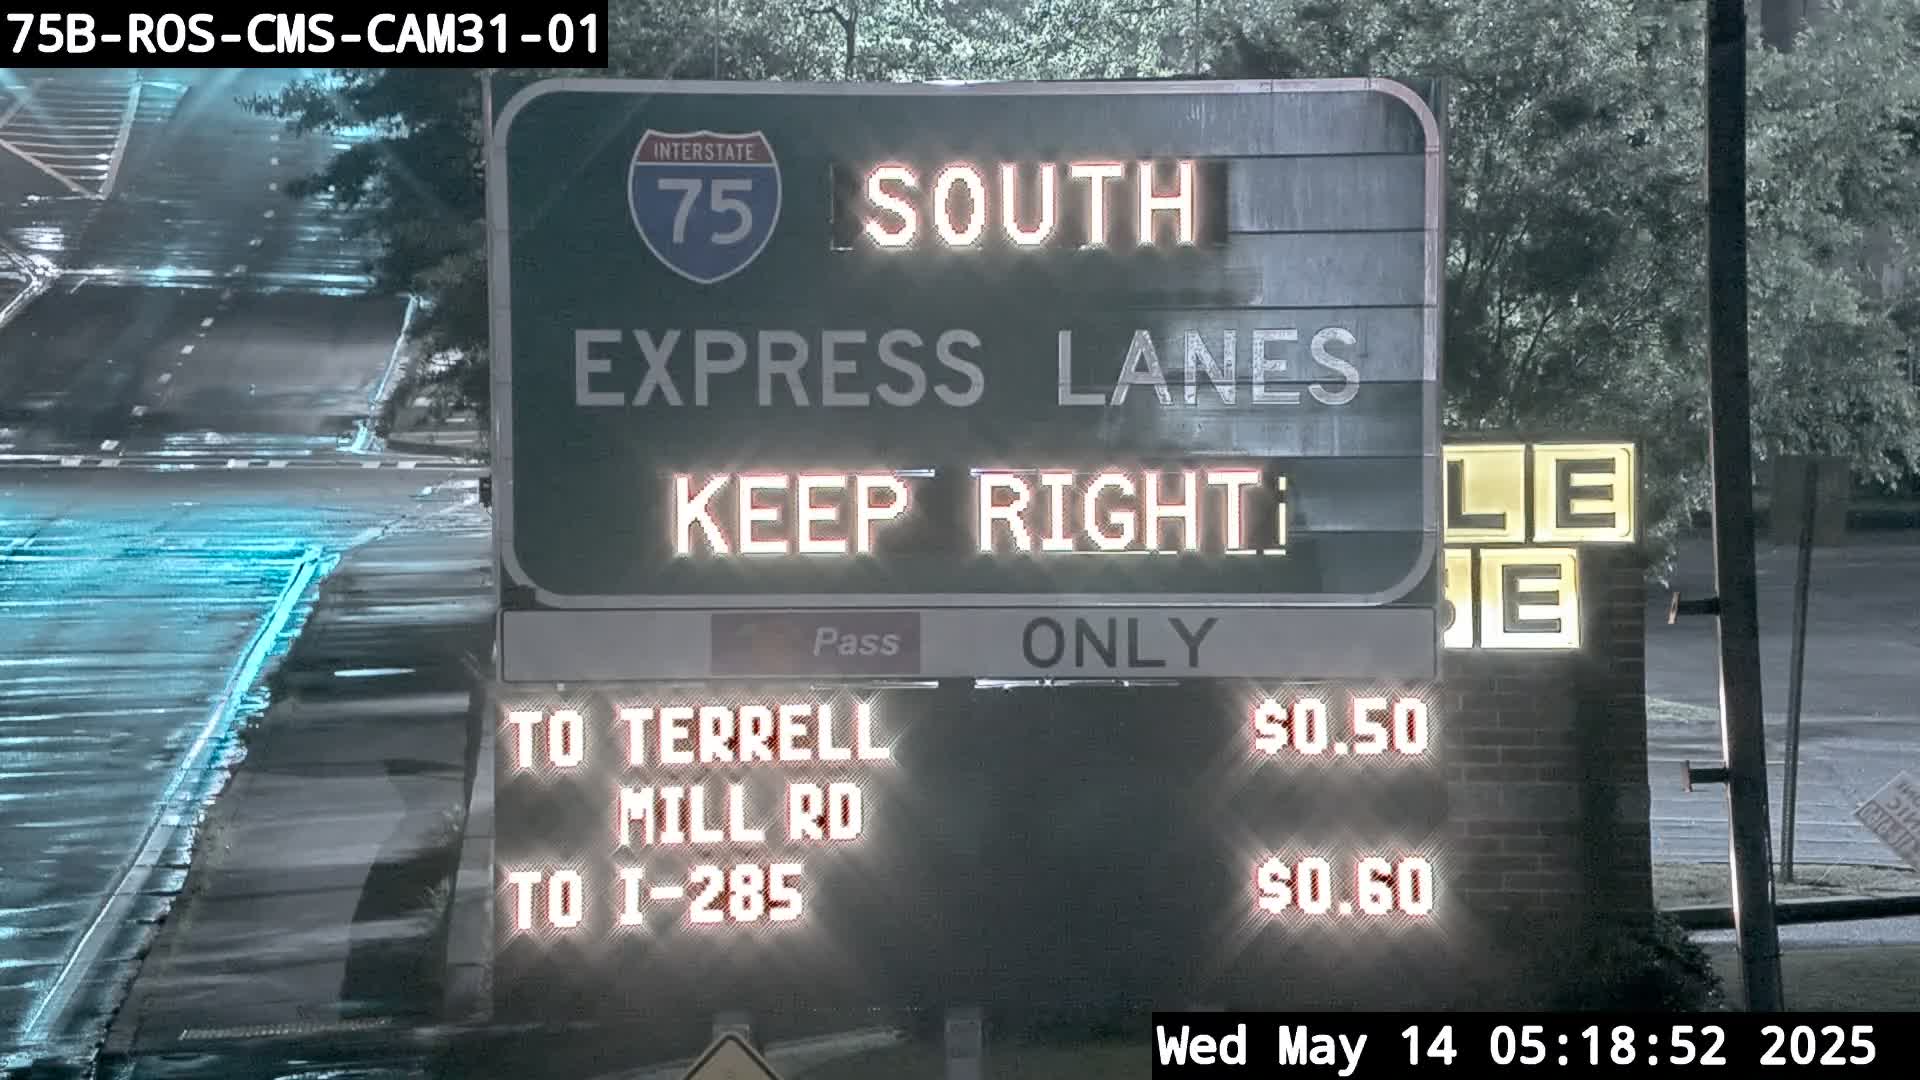 75B-ROS-CMS-CAM31-01
INTERSTATE
75
SOUTH
EXPRESS LANES
KEEP RIGHT
Pass ONLY
TO TERRELL $0.50
MILL RD
TO I-285 $0.60
LE
E
Wed May 14 05:18:52 2025